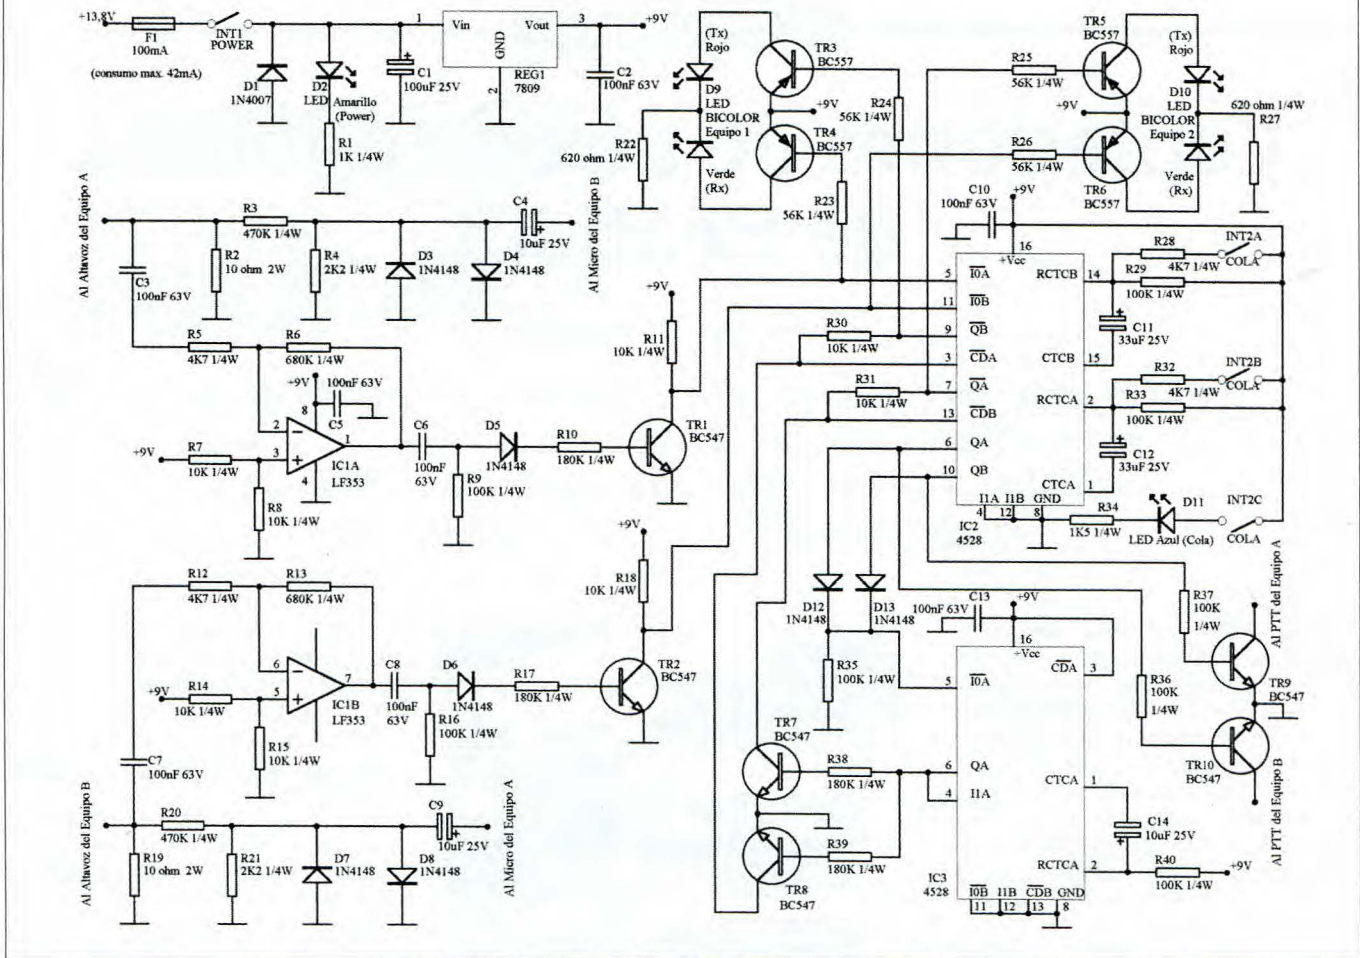 +13,8V
F1
100mA
INT1
POWER
(consumo max. 42mA)
D1
1N4007
D2
LED
Amarillo
(Power)
R1
1K 1/4W
C1
100uF 25V
1
Vin
Vout
3
GND
2
REG1
7809
+9V
C2
100nF 63V
(Tx)
Rojo
D9
LED
BICOLOR
Equipo 1
Verde
(Rx)
R22
620 ohm 1/4W
TR3
BC557
+9V
TR4
BC557
R24
56K 1/4W
R23
56K 1/4W
TR5
BC557
R25
56K 1/4W
+9V
R26
56K 1/4W
TR6
BC557
(Tx)
Rojo
D10
LED
BICOLOR
Equipo 2
Verde
(Rx)
620 ohm 1/4W
R27
Al Altavoz del Equipo A
C3
100nF 63V
R3
470K 1/4W
R2
10 ohm 2W
R4
2K2 1/4W
D3
1N4148
D4
1N4148
C4
10uF 25V
Al Micro del Equipo B
R5
4K7 1/4W
R6
680K 1/4W
+9V
100nF 63V
C5
8
2
3
1
4
IC1A
LF353
+9V
R7
10K 1/4W
R8
10K 1/4W
C6
100nF
63V
R9
100K 1/4W
D5
1N4148
R10
180K 1/4W
+9V
R11
10K 1/4W
TR1
BC547
C10
100nF 63V
+9V
16
+Vcc
5 I0A
11 I0B
9 QB
3 CDA
7 QA
13 CDB
6 QA
10 QB
RCTCB 14
CTCB 15
RCTCA 2
CTCA 1
I1A I1B GND
4 12 8
IC2
4528
R30
10K 1/4W
R31
10K 1/4W
R28
4K7 1/4W
INT2A
COLA
R29
100K 1/4W
C11
33uF 25V
R32
4K7 1/4W
INT2B
COLA
R33
100K 1/4W
C12
33uF 25V
R34
1K5 1/4W
D11
LED Azul (Cola)
INT2C
COLA
R12
4K7 1/4W
R13
680K 1/4W
6
5
7
IC1B
LF353
+9V
R14
10K 1/4W
R15
10K 1/4W
C7
100nF 63V
C8
100nF
63V
D6
1N4148
R16
100K 1/4W
R17
180K 1/4W
+9V
R18
10K 1/4W
TR2
BC547
Al Altavoz del Equipo B
R20
470K 1/4W
R19
10 ohm 2W
R21
2K2 1/4W
D7
1N4148
D8
1N4148
C9
10uF 25V
Al Micro del Equipo A
D12
1N4148
D13
1N4148
R35
100K 1/4W
C13
100nF 63V
+9V
16
+Vcc
CDA 3
5 I0A
6 QA
4 I1A
CTCA 1
RCTCA 2
I0B I1B CDB GND
11 12 13 8
IC3
4528
TR7
BC547
R38
180K 1/4W
R39
180K 1/4W
TR8
BC547
C14
10uF 25V
R40
100K 1/4W
+9V
R37
100K
1/4W
R36
100K
1/4W
TR9
BC547
TR10
BC547
Al PTT del Equipo A
Al PTT del Equipo B